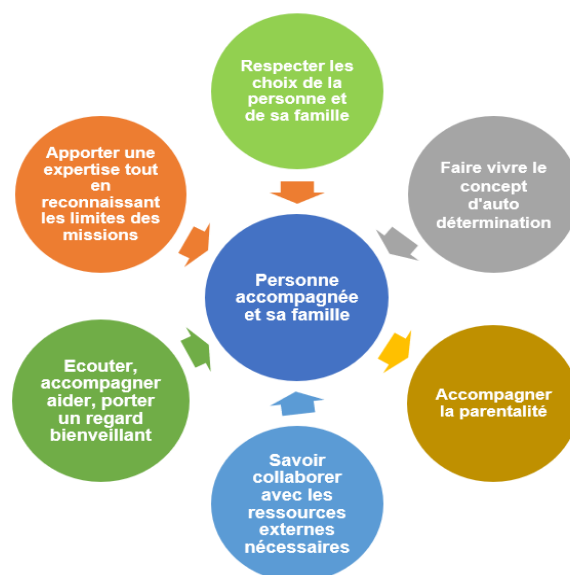 Respecter les
choix de la
personne et
de sa famille
Faire vivre le
concept
d'auto
détermination
Accompagner
la parentalité
Savoir
collaborer
avec les
ressources
externes
nécessaires
Ecouter,
accompagner
aider, porter
un regard
bienveillant
Apporter une
expertise tout
en
reconnaissant
les limites des
missions
Personne
accompagnée
et sa famille